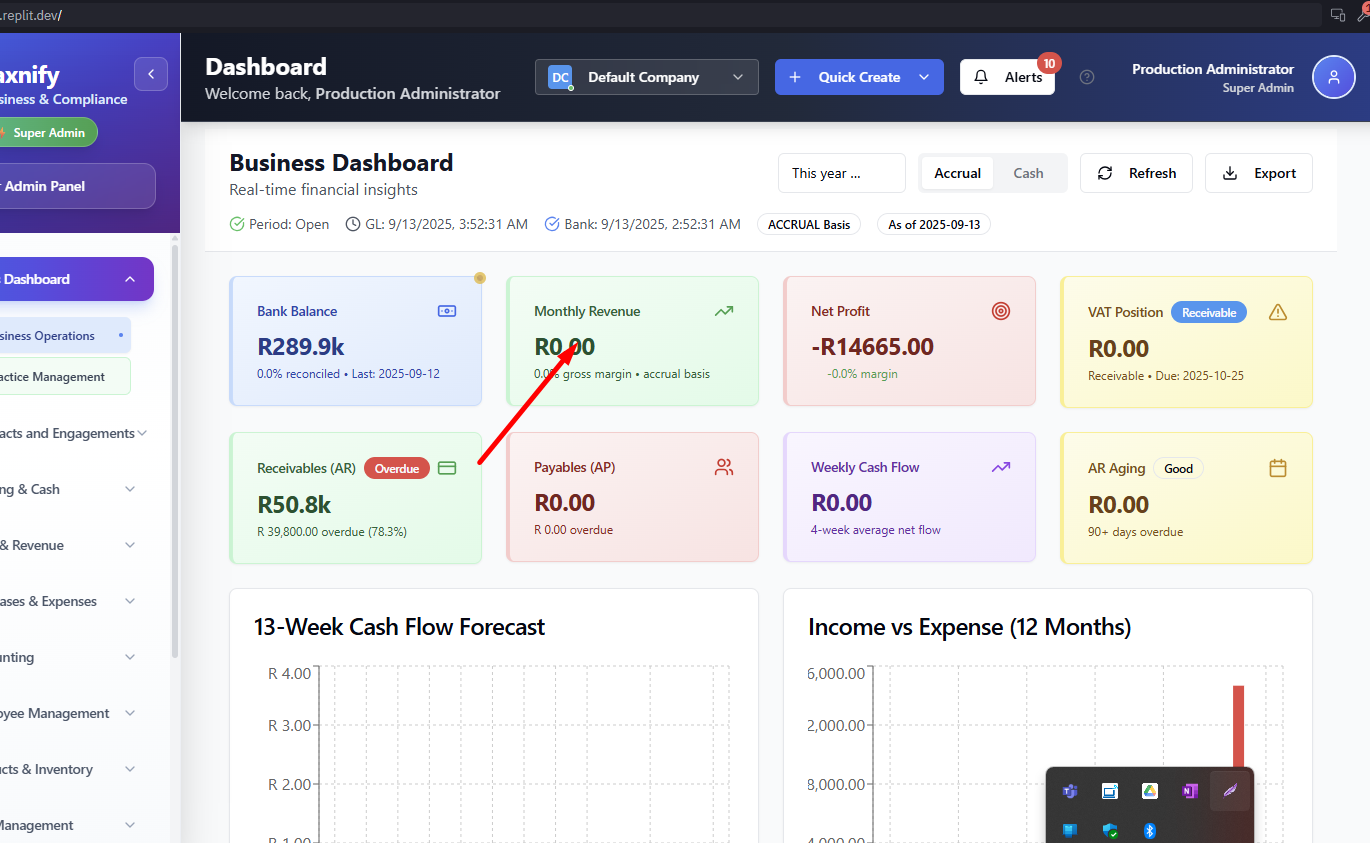 .replit.dev/
axnify
siness & Compliance
Super Admin
Admin Panel
Dashboard
siness Operations
actice Management
acts and Engagements
ng & Cash
& Revenue
ases & Expenses
unting
oyee Management
ucts & Inventory
Management
Dashboard
Welcome back, Production Administrator
DC Default Company
+ Quick Create
Alerts 10
Production Administrator
Super Admin
Business Dashboard
Real-time financial insights
This year ...
Accrual Cash
Refresh
Export
Period: Open GL: 9/13/2025, 3:52:31 AM Bank: 9/13/2025, 2:52:31 AM ACCRUAL Basis As of 2025-09-13
Bank Balance
R289.9k
0.0% reconciled • Last: 2025-09-12
Monthly Revenue
R0.00
0.0% gross margin • accrual basis
Net Profit
-R14665.00
-0.0% margin
VAT Position Receivable
R0.00
Receivable • Due: 2025-10-25
Receivables (AR) Overdue
R50.8k
R 39,800.00 overdue (78.3%)
Payables (AP)
R0.00
R 0.00 overdue
Weekly Cash Flow
R0.00
4-week average net flow
AR Aging Good
R0.00
90+ days overdue
13-Week Cash Flow Forecast
R 4.00
R 3.00
R 2.00
R 1.00
Income vs Expense (12 Months)
6,000.00
2,000.00
8,000.00
4,000.00